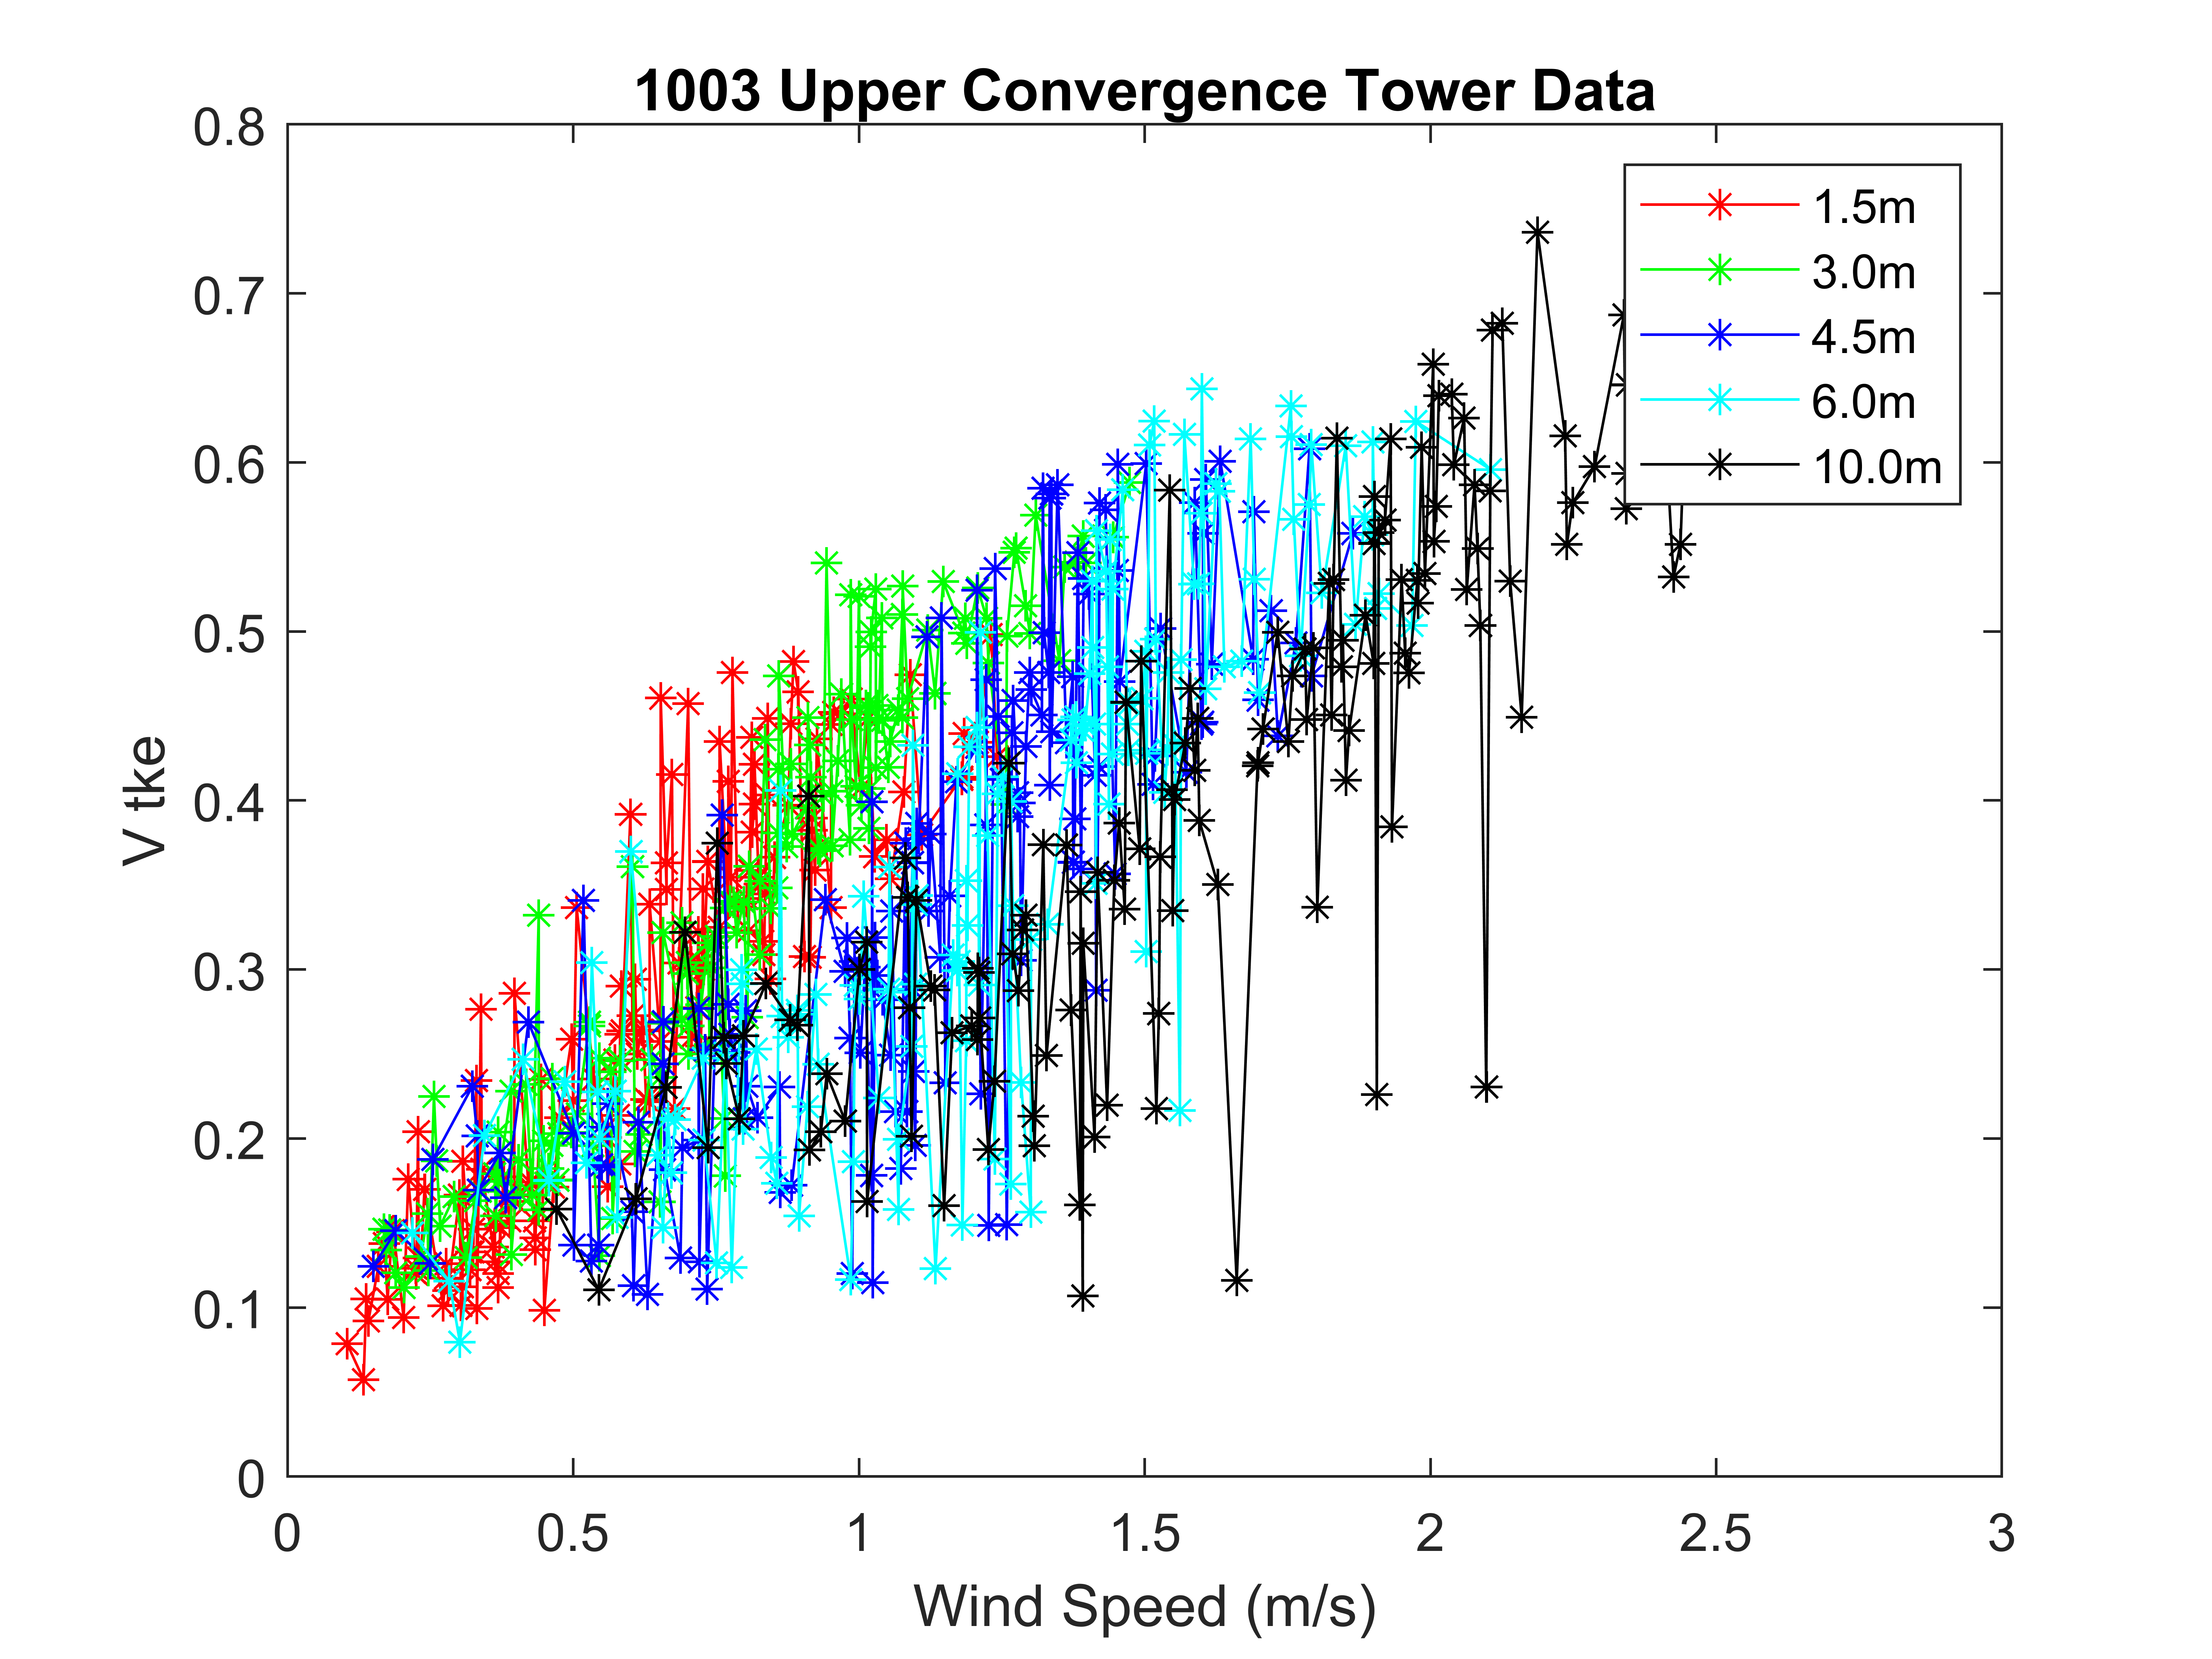 1003 Upper Convergence Tower Data
0.8
0.7
0.6
0.5
0.4
0.3
0.2
0.1
0
V tke
1.5m
3.0m
4.5m
6.0m
10.0m
0 0.5 1 1.5 2 2.5 3
Wind Speed (m/s)